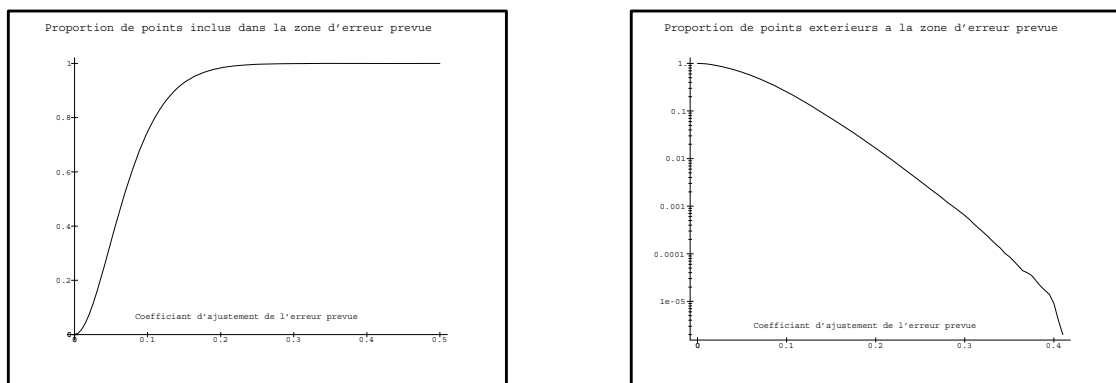 Proportion de points inclus dans la zone d'erreur prevue
1
0.8
0.6
0.4
0.2
0
Coefficiant d'ajustement de l'erreur prevue
0 0.1 0.2 0.3 0.4 0.5
Proportion de points exterieurs a la zone d'erreur prevue
1.
0.1
0.01
0.001
0.0001
1e-05
Coefficiant d'ajustement de l'erreur prevue
0 0.1 0.2 0.3 0.4